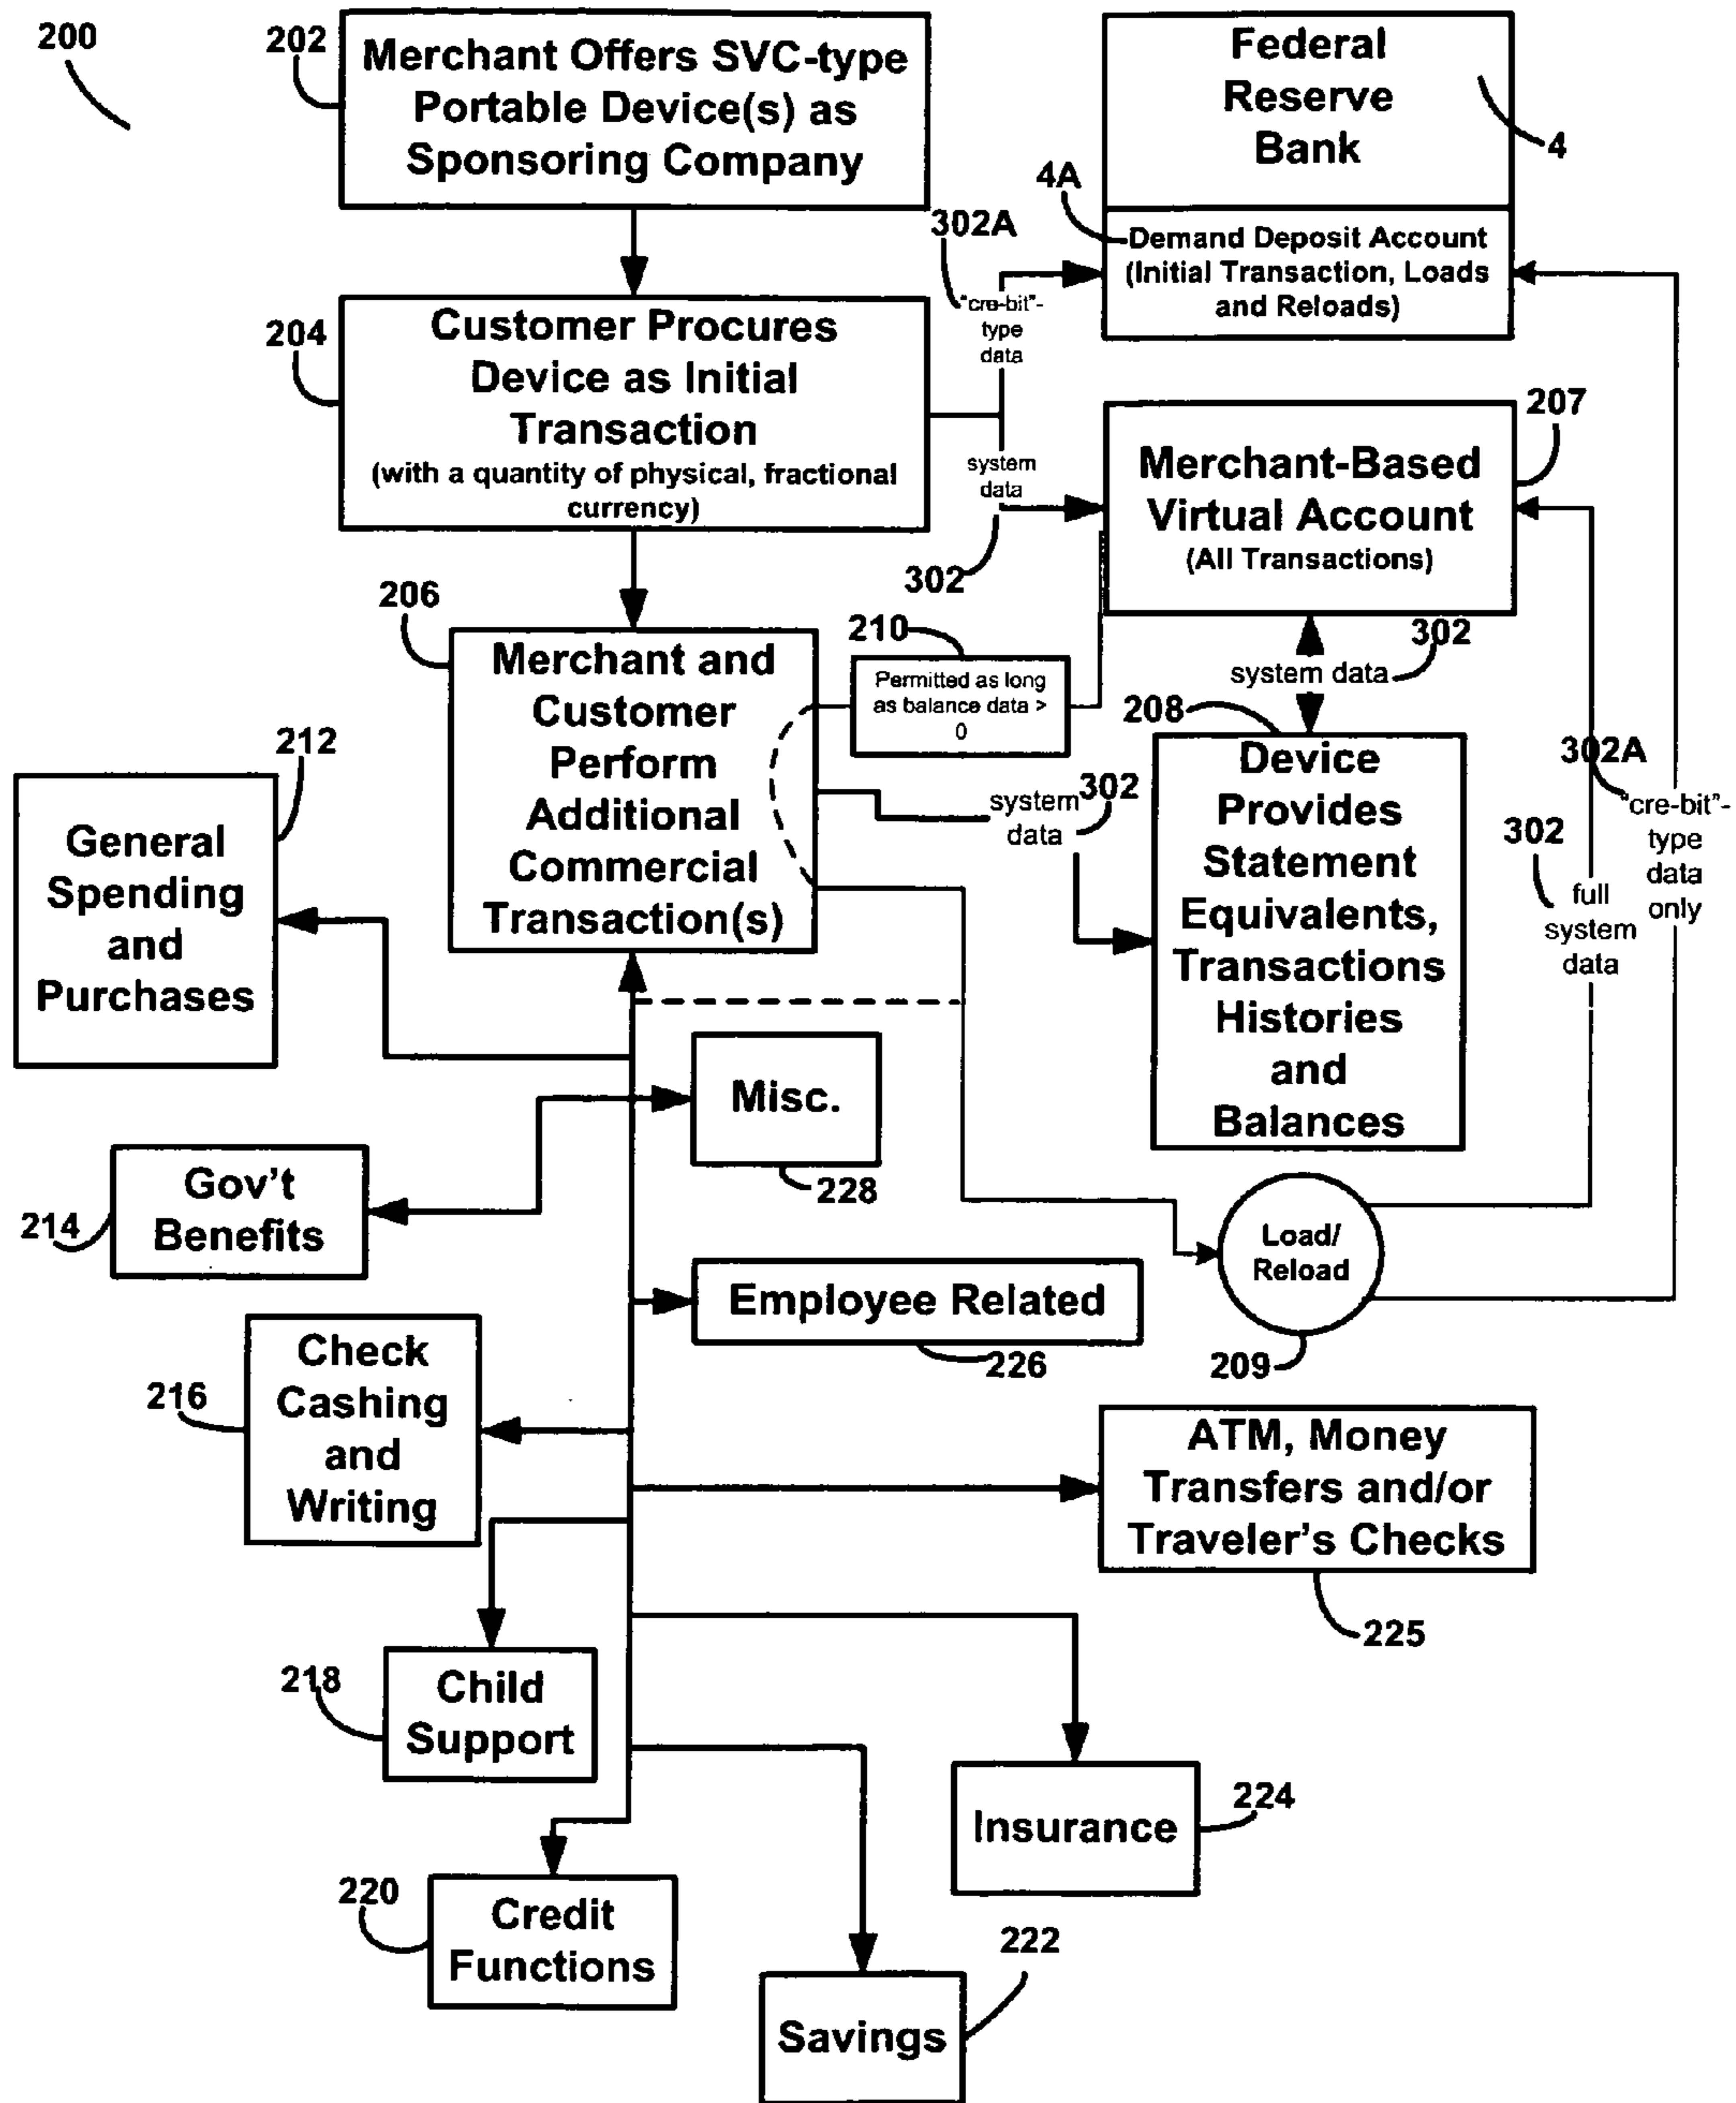 200
202
Merchant Offers SVC-type
Portable Device(s) as
Sponsoring Company
Federal
Reserve
Bank
4
4A
Demand Deposit Account
(Initial Transaction, Loads
and Reloads)
302A
"cre-bit"-
type
data
204
Customer Procures
Device as Initial
Transaction
(with a quantity of physical, fractional
currency)
system
data
302
207
Merchant-Based
Virtual Account
(All Transactions)
206
Merchant and
Customer
Perform
Additional
Commercial
Transaction(s)
210
Permitted as long
as balance data >
0
302
system data
208
Device
Provides
Statement
Equivalents,
Transactions
Histories
and
Balances
system
data
302
302A
"cre-bit"-
type
data
only
302
full
system
data
212
General
Spending
and
Purchases
Misc.
228
214
Gov't
Benefits
Load/
Reload
209
Employee Related
226
216
Check
Cashing
and
Writing
ATM, Money
Transfers and/or
Traveler's Checks
225
218
Child
Support
Insurance
224
220
Credit
Functions
222
Savings